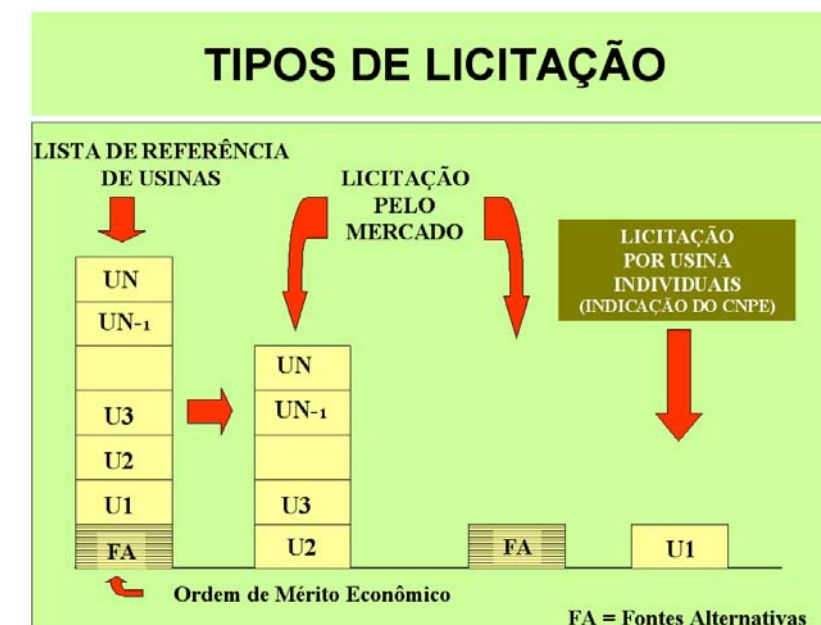 TIPOS DE LICITAÇÃO
LISTA DE REFERÊNCIA
DE USINAS
LICITAÇÃO
PELO
MERCADO
LICITAÇÃO
POR USINA
INDIVIDUAIS
(INDICAÇÃO DO CNPE)
UN
UN-1
U3
U2
U1
FA
UN
UN-1
U3
U2
FA
U1
Ordem de Mérito Econômico
FA = Fontes Alternativas